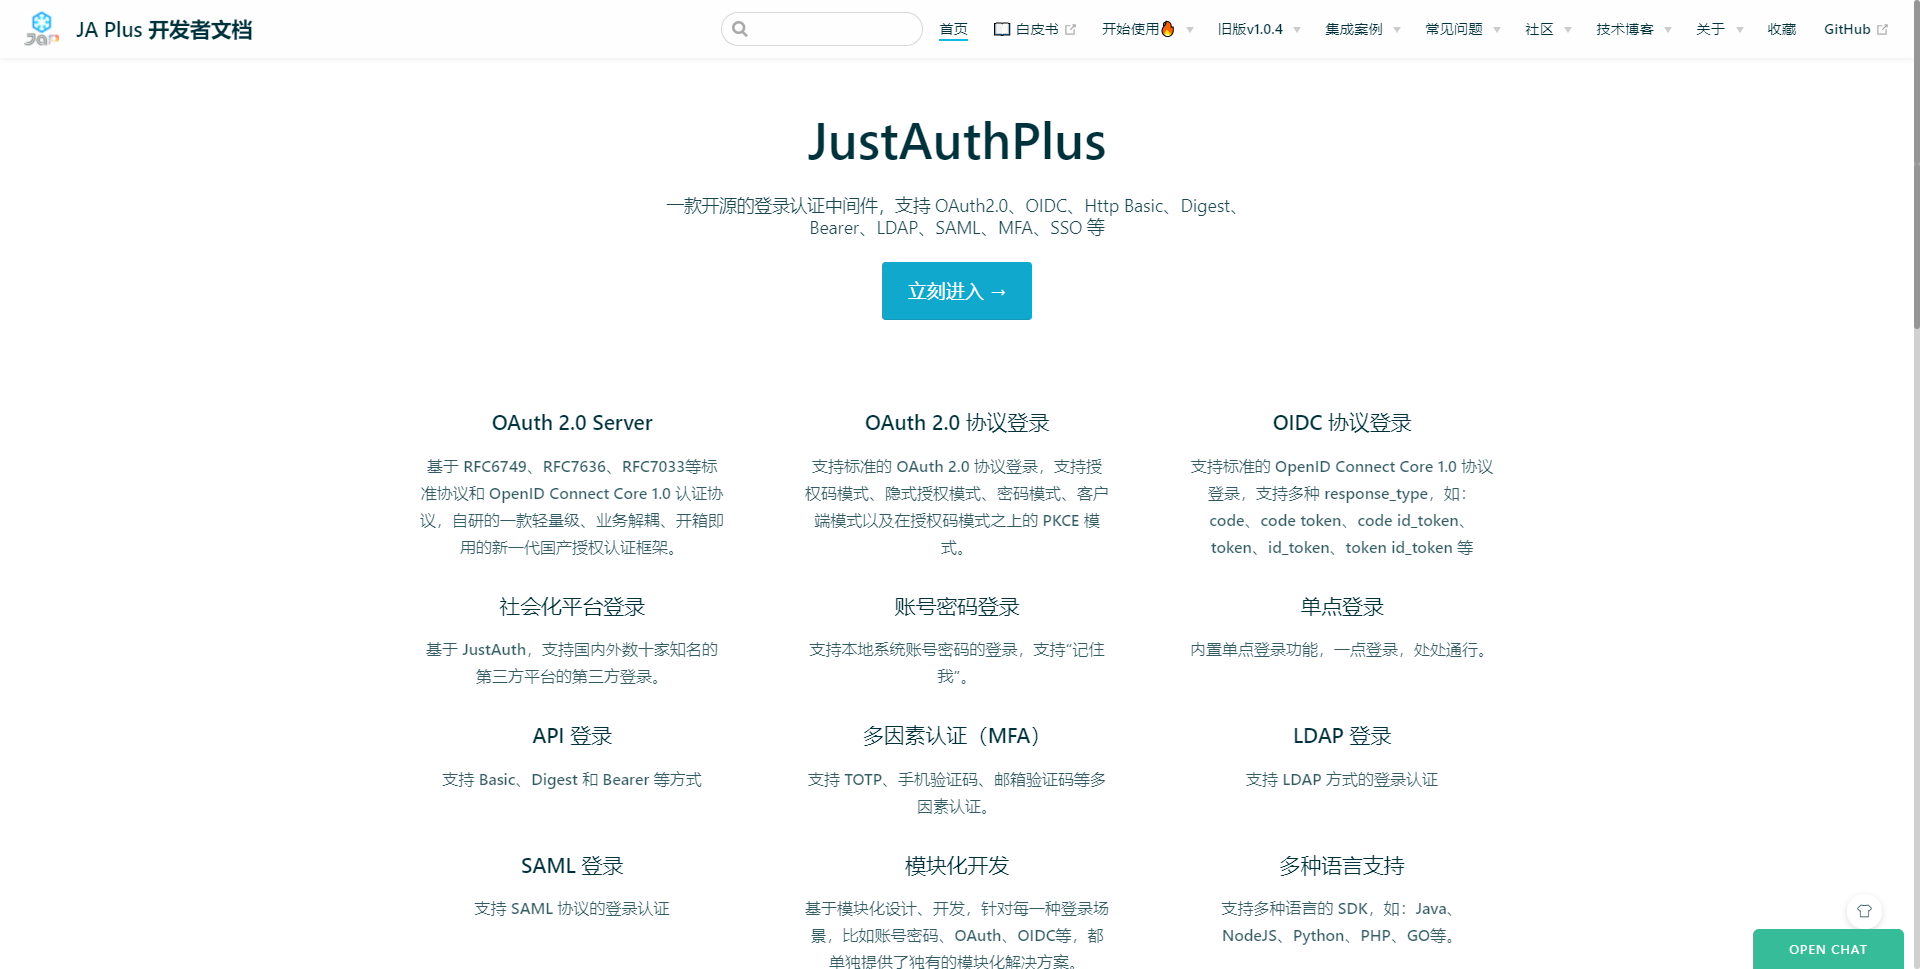 JA Plus 开发者文档
首页
白皮书
开始使用🔥
旧版v1.0.4
集成案例
常见问题
社区
技术博客
关于
收藏
GitHub
JustAuthPlus
一款开源的登录认证中间件，支持 OAuth2.0、OIDC、Http Basic、Digest、
Bearer、LDAP、SAML、MFA、SSO 等
立刻进入 →
OAuth 2.0 Server
基于 RFC6749、RFC7636、RFC7033等标
准协议和 OpenID Connect Core 1.0 认证协
议，自研的一款轻量级、业务解耦、开箱即
用的新一代国产授权认证框架。
OAuth 2.0 协议登录
支持标准的 OAuth 2.0 协议登录，支持授
权码模式、隐式授权模式、密码模式、客户
端模式以及在授权码模式之上的 PKCE 模
式。
OIDC 协议登录
支持标准的 OpenID Connect Core 1.0 协议
登录，支持多种 response_type，如：
code、code token、code id_token、
token、id_token、token id_token 等
社会化平台登录
基于 JustAuth，支持国内外数十家知名的
第三方平台的第三方登录。
账号密码登录
支持本地系统账号密码的登录，支持“记住
我”。
单点登录
内置单点登录功能，一点登录，处处通行。
API 登录
支持 Basic、Digest 和 Bearer 等方式
多因素认证（MFA）
支持 TOTP、手机验证码、邮箱验证码等多
因素认证。
LDAP 登录
支持 LDAP 方式的登录认证
SAML 登录
支持 SAML 协议的登录认证
模块化开发
基于模块化设计、开发，针对每一种登录场
景，比如账号密码、OAuth、OIDC等，都
单独提供了独有的模块化解决方案。
多种语言支持
支持多种语言的 SDK，如：Java、
NodeJS、Python、PHP、GO等。
OPEN CHAT